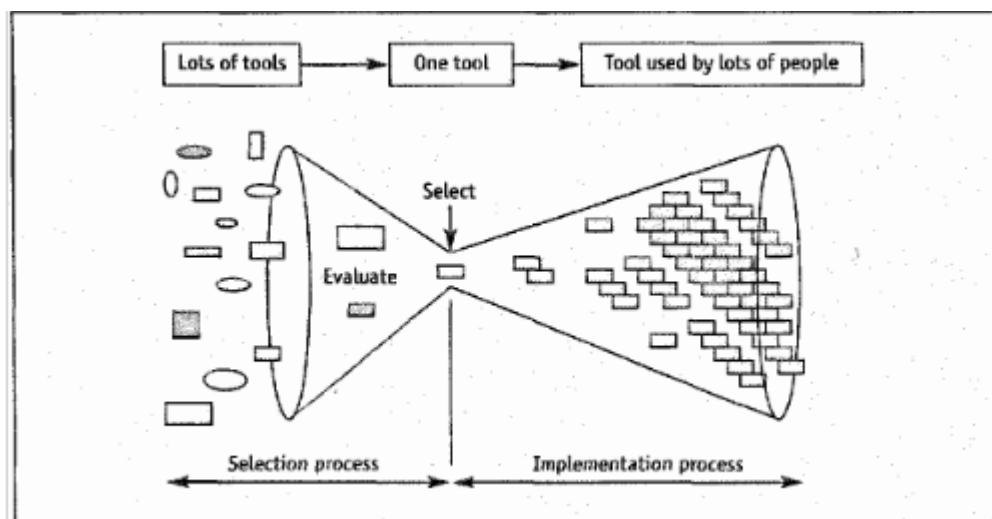 Lots of tools
One tool
Tool used by lots of people
Select
Evaluate
Selection process
Implementation process